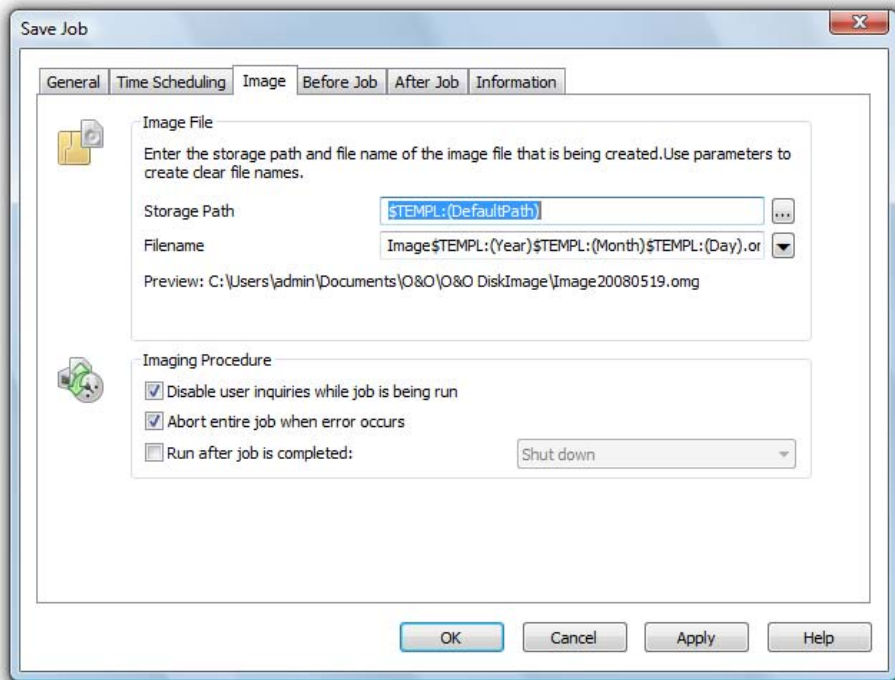 Save Job
General Time Scheduling Image Before Job After Job Information
Image File
Enter the storage path and file name of the image file that is being created.Use parameters to
create clear file names.
Storage Path $TEMPL:(DefaultPath) ...
Filename Image$TEMPL:(Year)$TEMPL:(Month)$TEMPL:(Day).or
Preview: C:\Users\admin\Documents\O&O\O&O DiskImage\Image20080519.omg
Imaging Procedure
Disable user inquiries while job is being run
Abort entire job when error occurs
Run after job is completed: Shut down
OK Cancel Apply Help